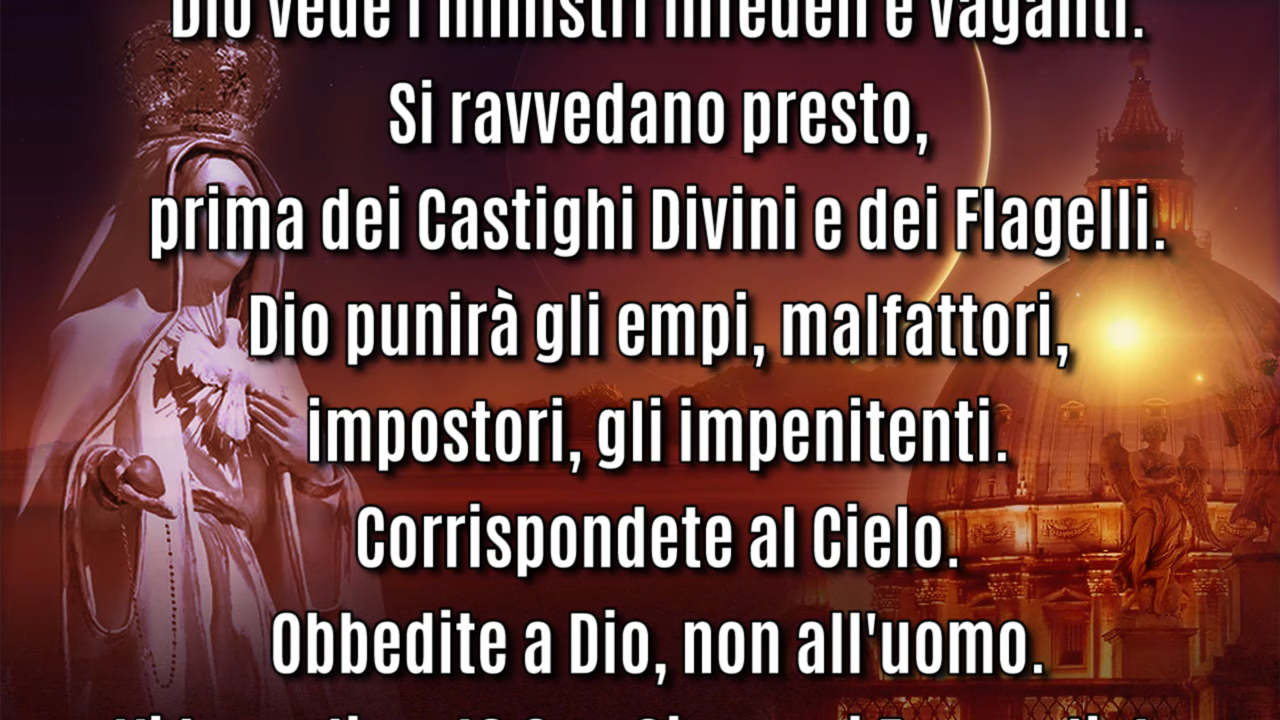 Dio vede i ministri infedeli e vaganti.
Si ravvedano presto,
prima dei Castighi Divini e dei Flagelli.
Dio punirà gli empi, malfattori,
impostori, gli impenitenti.
Corrispondete al Cielo.
Obbedite a Dio, non all'uomo.